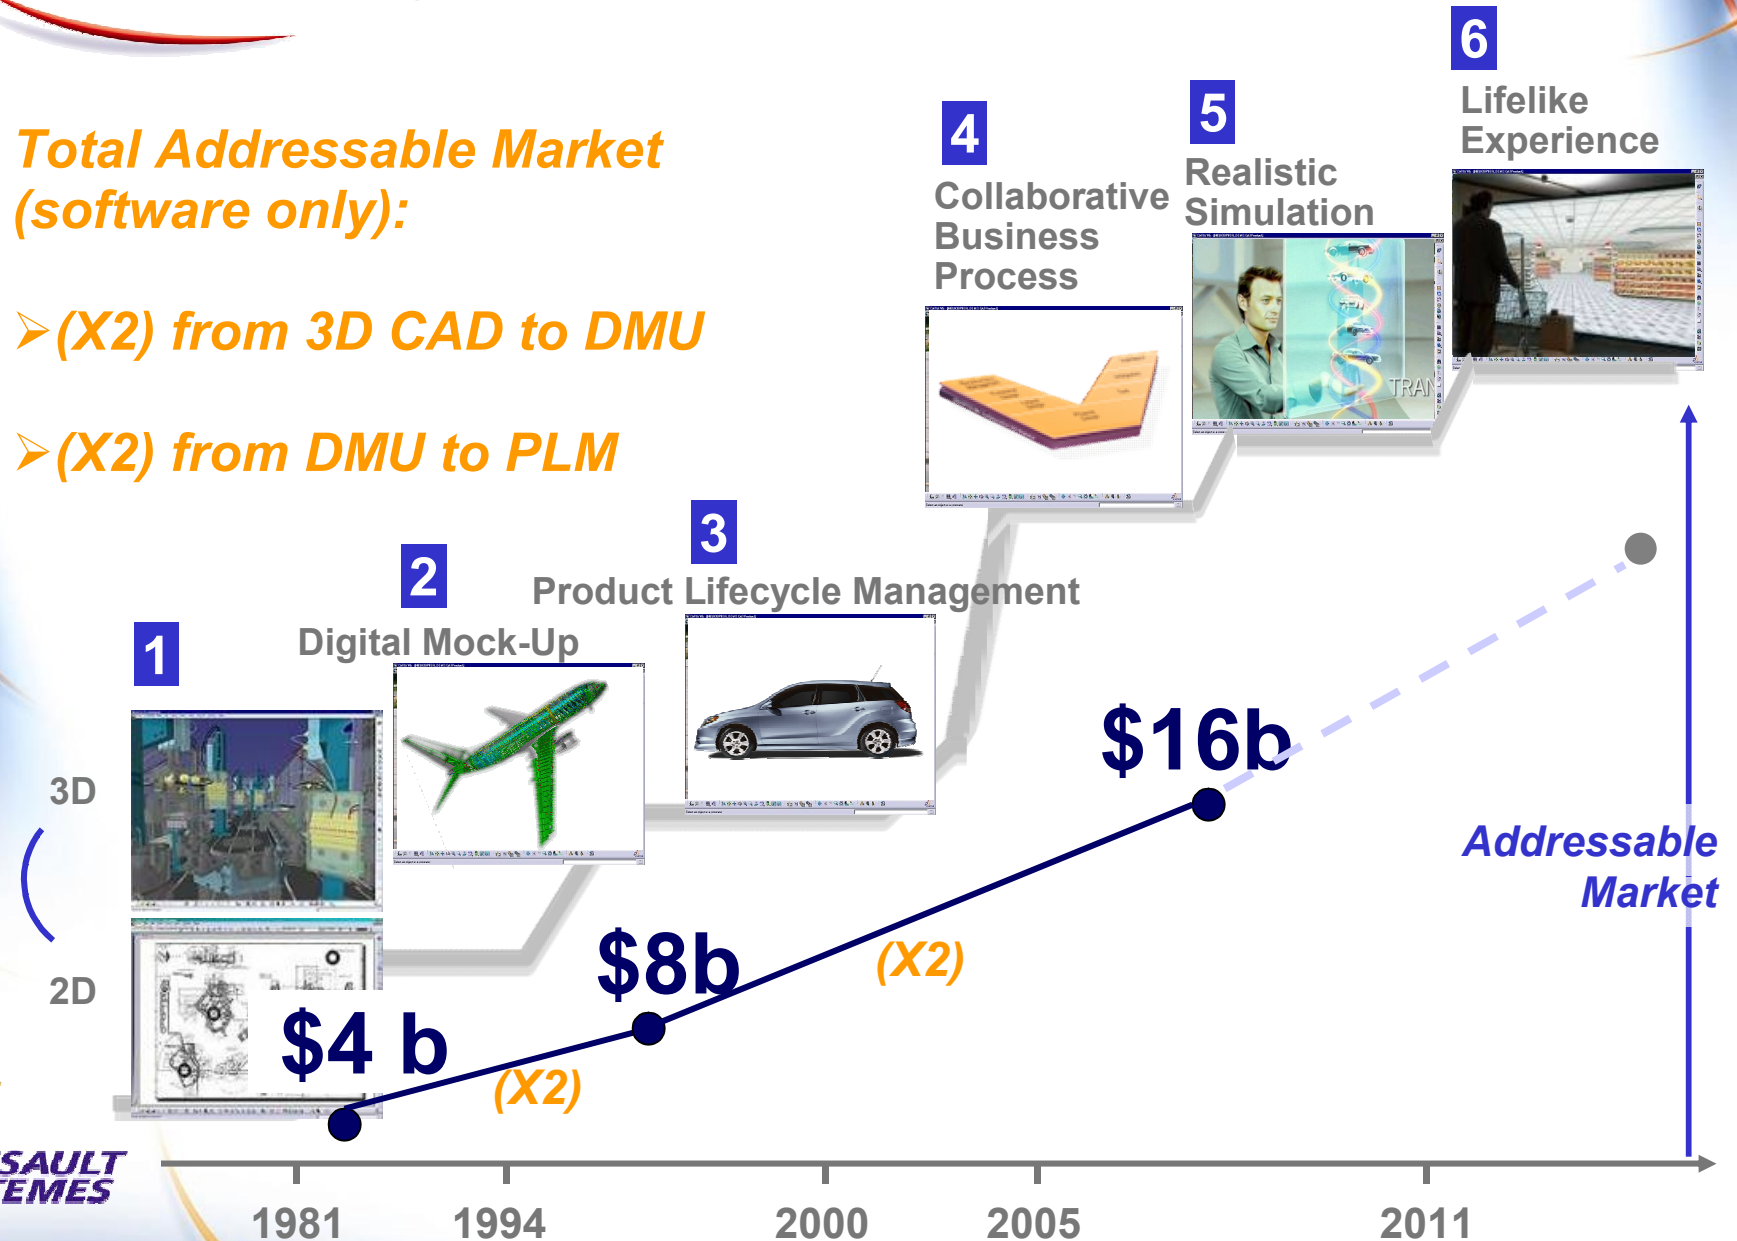 Total Addressable Market
(software only):
(X2) from 3D CAD to DMU
(X2) from DMU to PLM
6
Lifelike
Experience
5
Realistic
Simulation
4
Collaborative
Business
Process
TRAN
3
Product Lifecycle Management
2
Digital Mock-Up
1
3D
2D
$4 b
(X2)
$8b
(X2)
$16b
Addressable
Market
SAULT
TEMES
1981 1994 2000 2005 2011